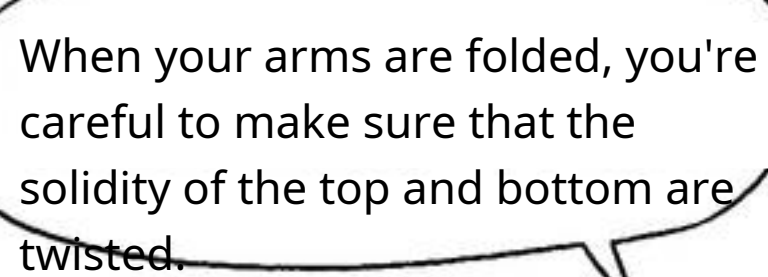 When your arms are folded, you're
careful to make sure that the
solidity of the top and bottom are
twisted.